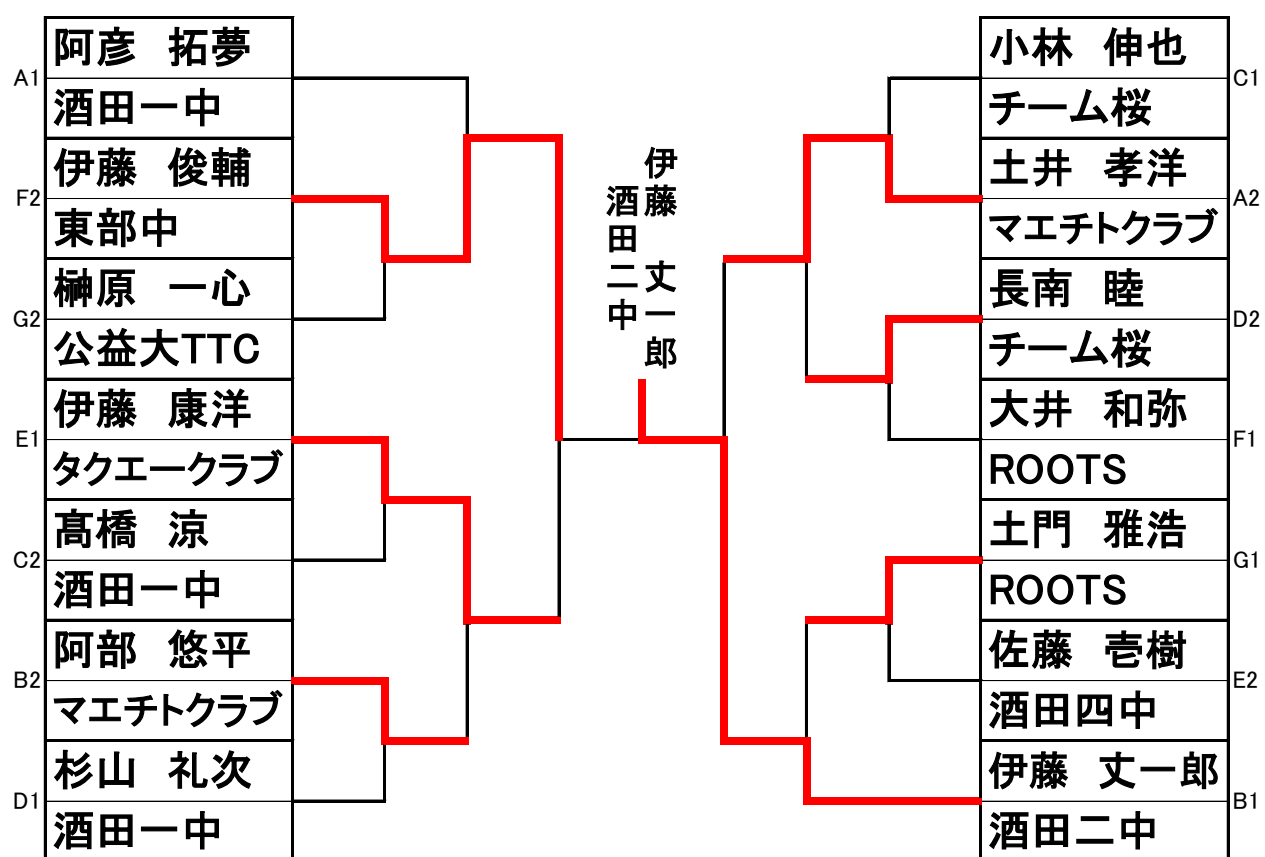 A1
阿彦　拓夢
酒田一中
F2
伊藤　俊輔
東部中
G2
榊原　一心
公益大TTC
E1
伊藤　康洋
タクエークラブ
C2
髙橋　涼
酒田一中
B2
阿部　悠平
マエチトクラブ
D1
杉山　礼次
酒田一中
伊藤　丈一郎
酒田二中
小林　伸也
チーム桜
C1
土井　孝洋
マエチトクラブ
A2
長南　睦
チーム桜
D2
大井　和弥
ROOTS
F1
土門　雅浩
ROOTS
G1
佐藤　壱樹
酒田四中
E2
伊藤　丈一郎
酒田二中
B1